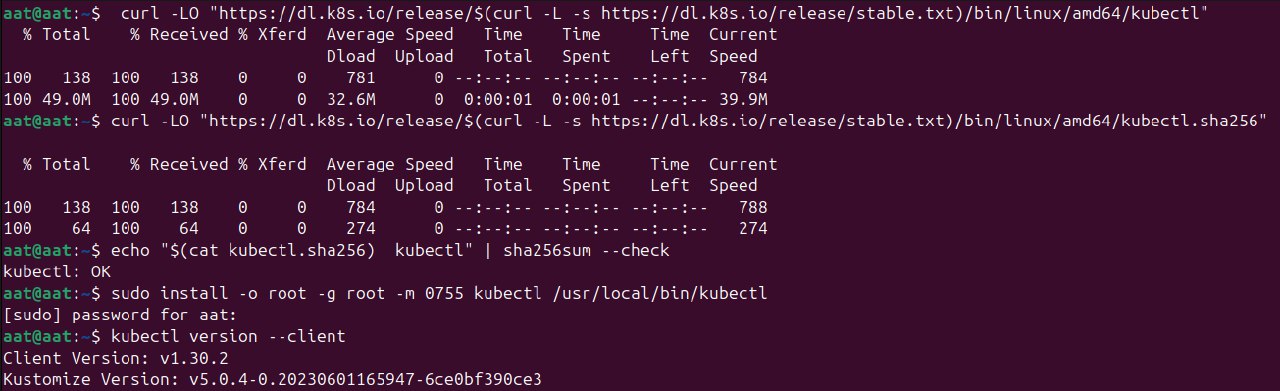 aat@aat:~$  curl -LO "https://dl.k8s.io/release/$(curl -L -s https://dl.k8s.io/release/stable.txt)/bin/linux/amd64/kubectl"
  % Total    % Received % Xferd  Average Speed   Time    Time     Time  Current
                                 Dload  Upload   Total   Spent    Left  Speed
100   138  100   138    0     0    781      0 --:--:-- --:--:-- --:--:--   784
100 49.0M  100 49.0M    0     0  32.6M      0  0:00:01  0:00:01 --:--:-- 39.9M
aat@aat:~$ curl -LO "https://dl.k8s.io/release/$(curl -L -s https://dl.k8s.io/release/stable.txt)/bin/linux/amd64/kubectl.sha256"
  % Total    % Received % Xferd  Average Speed   Time    Time     Time  Current
                                 Dload  Upload   Total   Spent    Left  Speed
100   138  100   138    0     0    784      0 --:--:-- --:--:-- --:--:--   788
100    64  100    64    0     0    274      0 --:--:-- --:--:-- --:--:--   274
aat@aat:~$ echo "$(cat kubectl.sha256)  kubectl" | sha256sum --check
kubectl: OK
aat@aat:~$ sudo install -o root -g root -m 0755 kubectl /usr/local/bin/kubectl
[sudo] password for aat:
aat@aat:~$ kubectl version --client
Client Version: v1.30.2
Kustomize Version: v5.0.4-0.20230601165947-6ce0bf390ce3